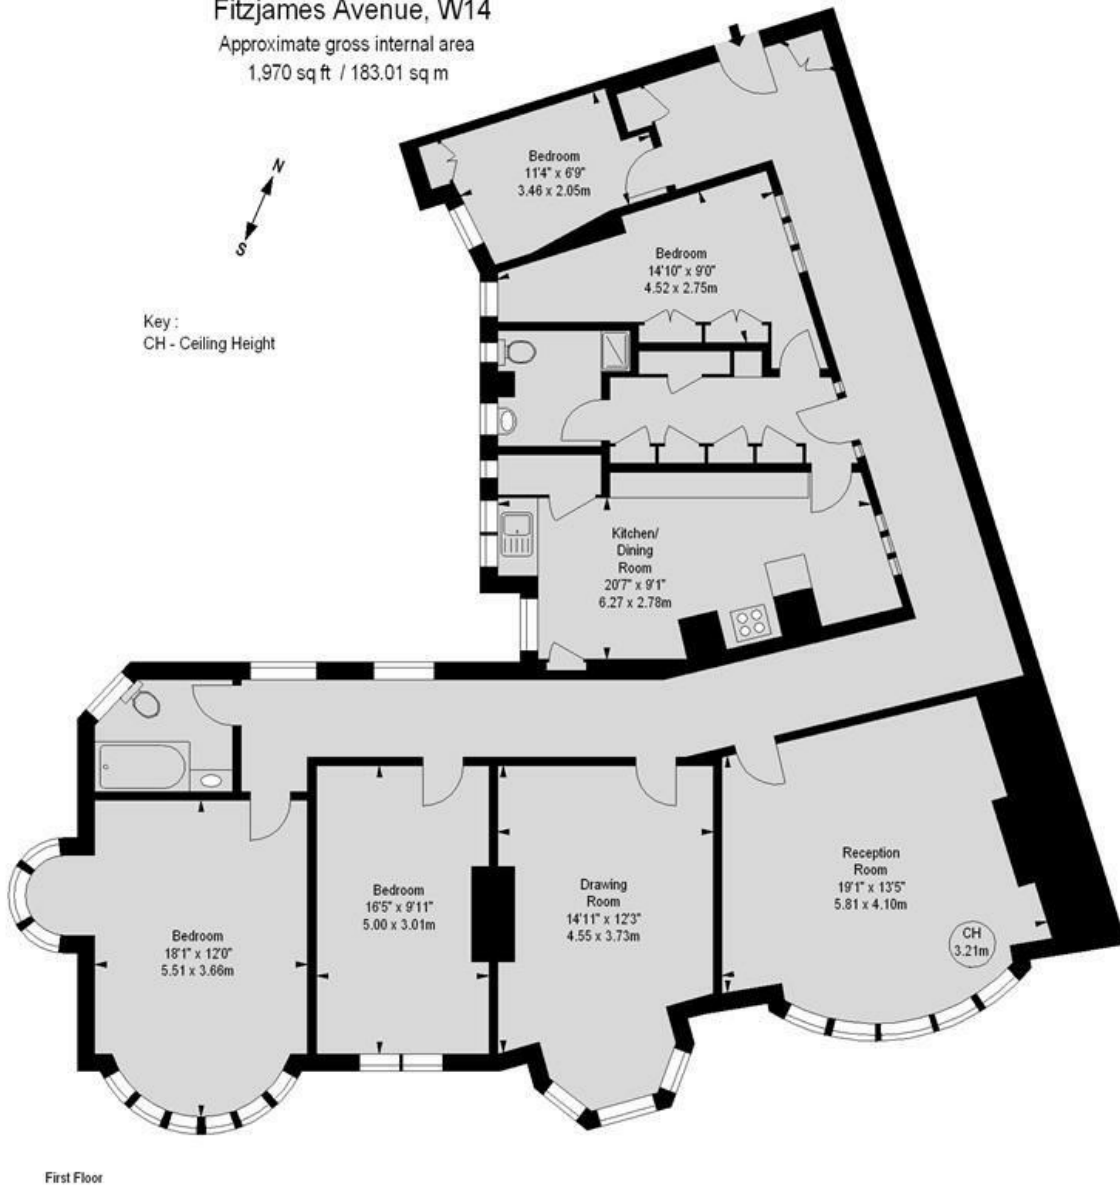 Fitzjames Avenue, W14
Approximate gross internal area
1,970 sq ft / 183.01 sq m
N
S
Key :
CH - Ceiling Height
Bedroom
11'4" x 6'9"
3.46 x 2.05m
Bedroom
14'10" x 9'0"
4.52 x 2.75m
Kitchen/
Dining
Room
20'7" x 9'1"
6.27 x 2.78m
Reception
Room
19'1" x 13'5"
5.81 x 4.10m
CH
3.21m
Drawing
Room
14'11" x 12'3"
4.55 x 3.73m
Bedroom
16'5" x 9'11"
5.00 x 3.01m
Bedroom
18'1" x 12'0"
5.51 x 3.66m
First Floor